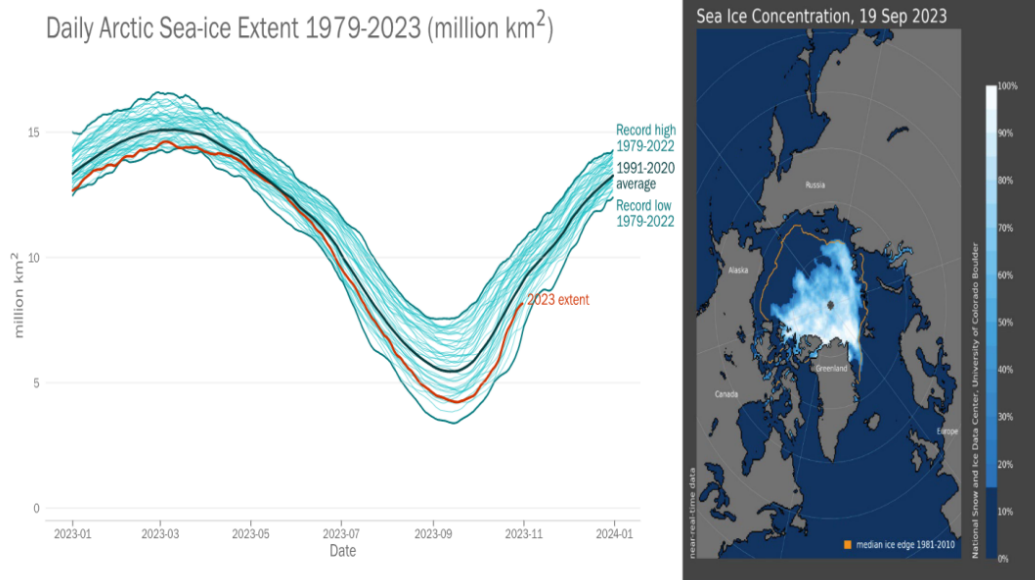 Daily Arctic Sea-ice Extent 1979-2023 (million km²)
million km²
15
10
5
0
2023-01
2023-03
2023-05
2023-07
2023-09
2023-11
2024-01
Date
Record high
1979-2022
1991-2020
average
Record low
1979-2022
2023 extent
Sea Ice Concentration, 19 Sep 2023
Russia
Alaska
Greenland
Canada
Europe
near-real-time data
median ice edge 1981-2010
National Snow and Ice Data Center, University of Colorado Boulder
100%
90%
80%
70%
60%
50%
40%
30%
20%
10%
0%